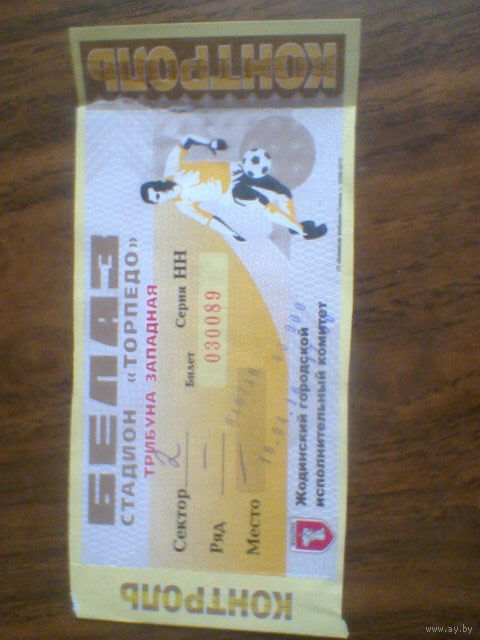 КОНТРОЛЬ
БЕЛАЗ
СТАДИОН «ТОРПЕДО»
ТРИБУНА ЗАПАДНАЯ
Сектор 2
Билет Серия НН
030089
Ряд —
Место —
Жодинский городской
исполнительный комитет
КОНТРОЛЬ
www.ay.by